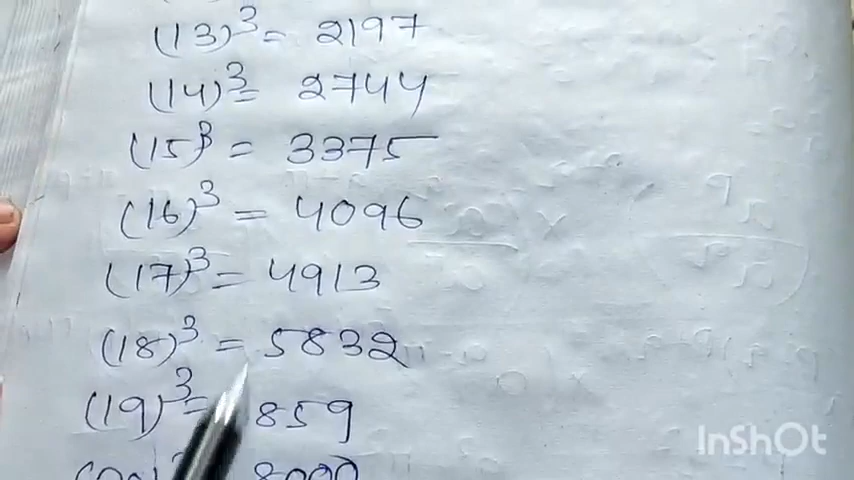 (13)³ = 2197
(14)³ = 2744
(15)³ = 3375
(16)³ = 4096
(17)³ = 4913
(18)³ = 5832
(19)³ = 859
8000
InShOt